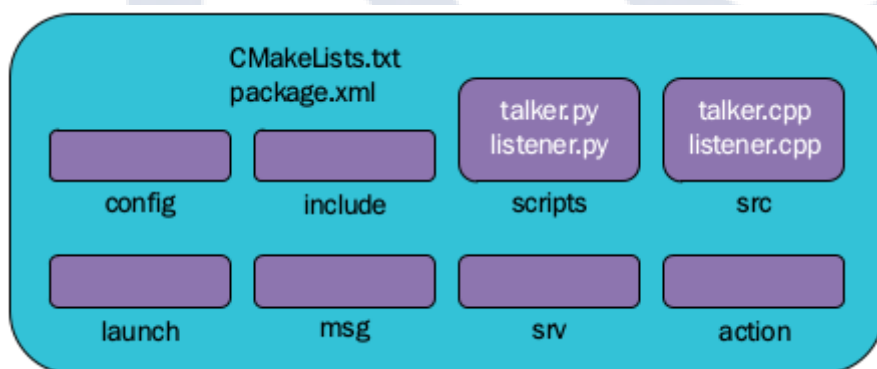 CMakeLists.txt
package.xml
talker.py
listener.py
talker.cpp
listener.cpp
config
include
scripts
src
launch
msg
srv
action